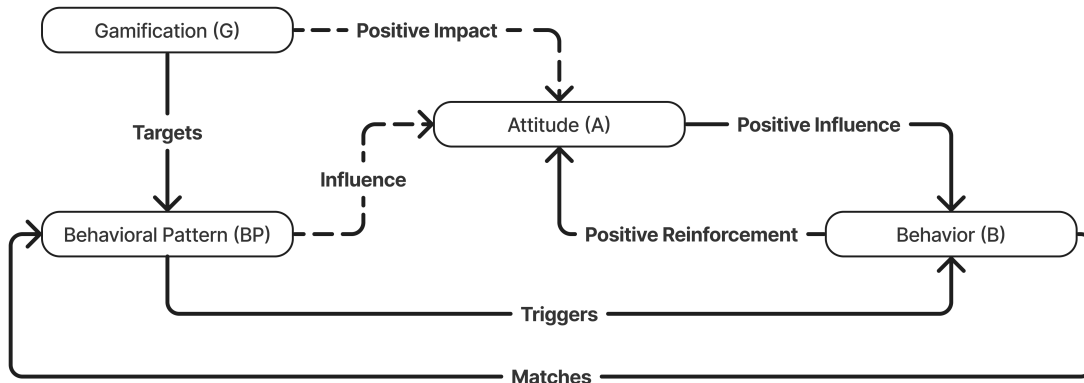 Gamification (G)
Positive Impact
Attitude (A)
Positive Influence
Targets
Influence
Behavioral Pattern (BP)
Positive Reinforcement
Behavior (B)
Triggers
Matches